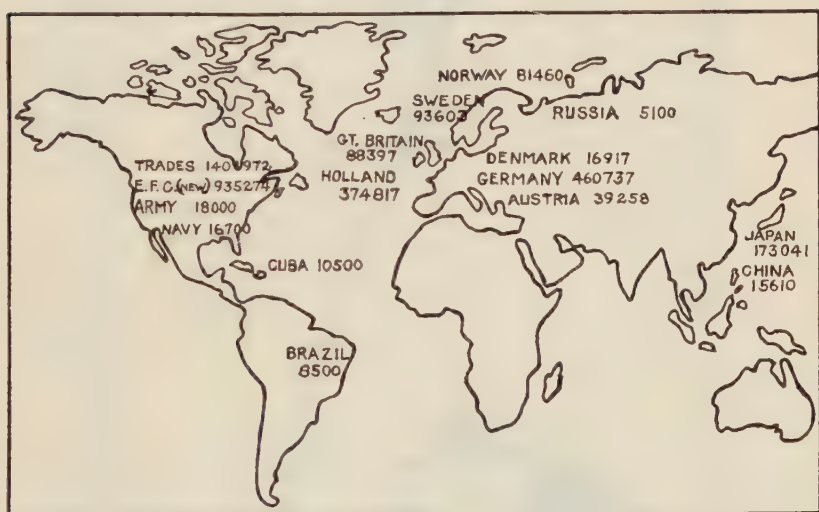 NORWAY 81460
SWEDEN
93603
RUSSIA 5100
GT. BRITAIN
88397
HOLLAND
374817
DENMARK 16917
GERMANY 460737
AUSTRIA 39258
TRADES
E.F.C.(NEW) 935274
ARMY 18000
NAVY 16700
CUBA 10500
JAPAN
173041
CHINA
15610
BRAZIL
8500